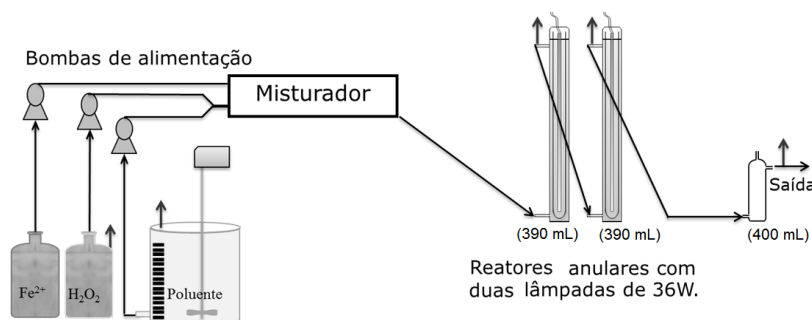 Bombas de alimentação
Misturador
Fe²⁺
H₂O₂
Poluente
(390 mL)
(390 mL)
(400 mL)
Saída
Reatores anulares com
duas lâmpadas de 36W.